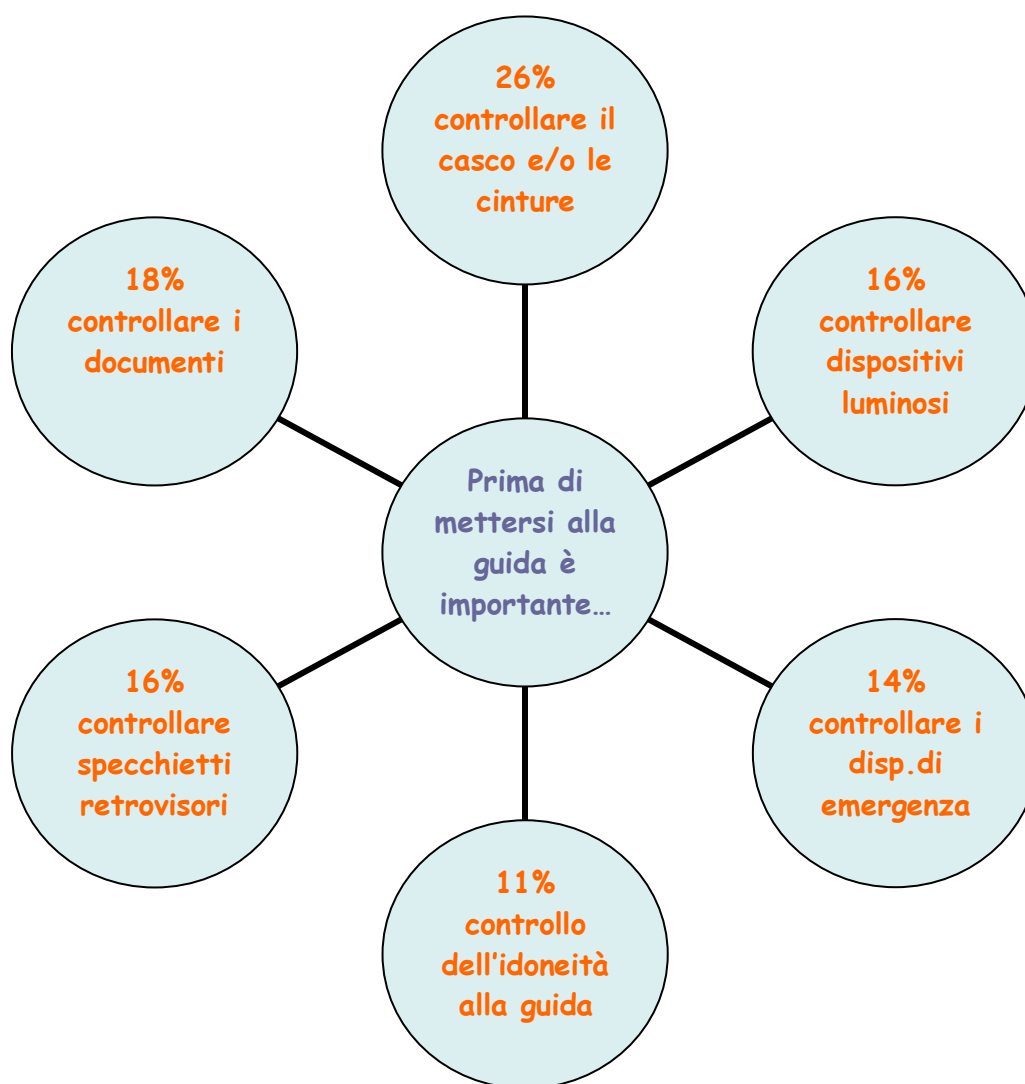 26%
controllare il
casco e/o le
cinture
18%
controllare i
documenti
16%
controllare
dispositivi
luminosi
Prima di
mettersi alla
guida è
importante…
16%
controllare
specchietti
retrovisori
14%
controllare i
disp.di
emergenza
11%
controllo
dell'idoneità
alla guida